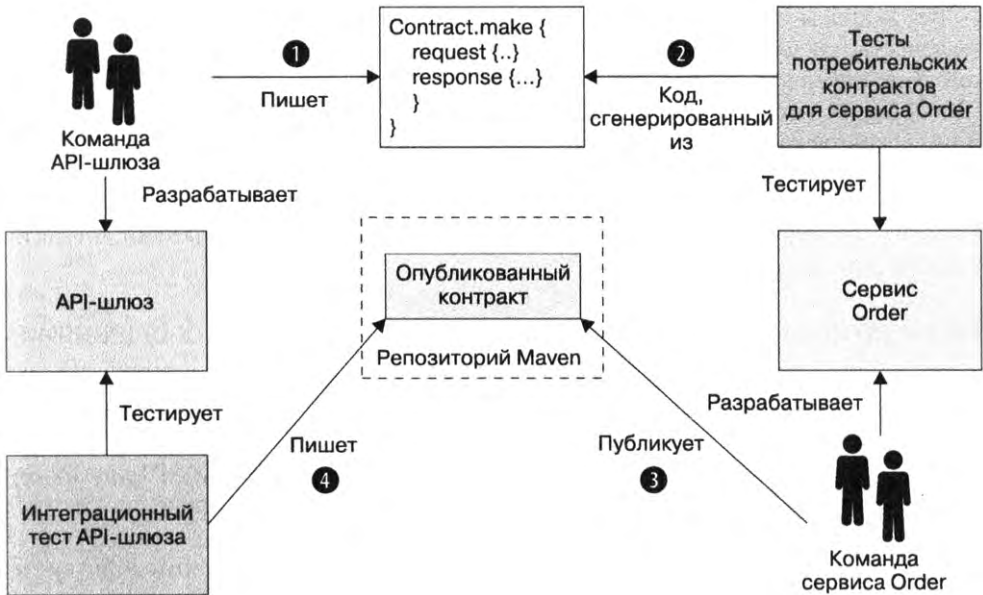 Contract.make {
request {..}
response {...}
}
}
Тесты
потребительских
контрактов
для сервиса Order
1
Пишет
2
Код,
сгенерированный
из
Команда
API-шлюза
Разрабатывает
Тестирует
API-шлюз
Опубликованный
контракт
Репозиторий Maven
Сервис
Order
Тестирует
Пишет
4
Публикует
3
Разрабатывает
Интеграционный
тест API-шлюза
Команда
сервиса Order